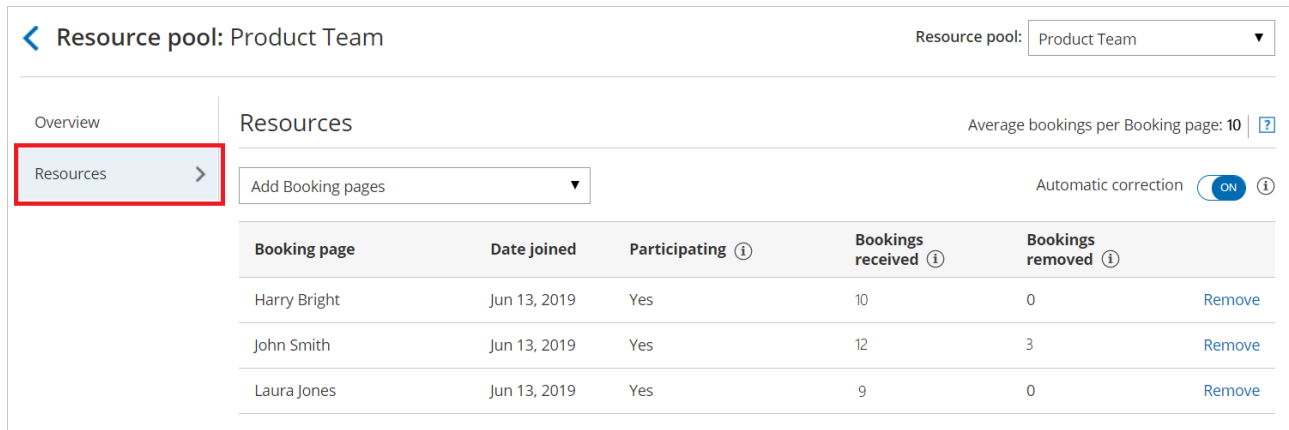 Resource pool: Product Team
Resource pool: Product Team
Overview
Resources
Resources
Average bookings per Booking page: 10 ?
Add Booking pages
Automatic correction ON i
Booking page Date joined Participating i Bookings received i Bookings removed i
Harry Bright Jun 13, 2019 Yes 10 0 Remove
John Smith Jun 13, 2019 Yes 12 3 Remove
Laura Jones Jun 13, 2019 Yes 9 0 Remove